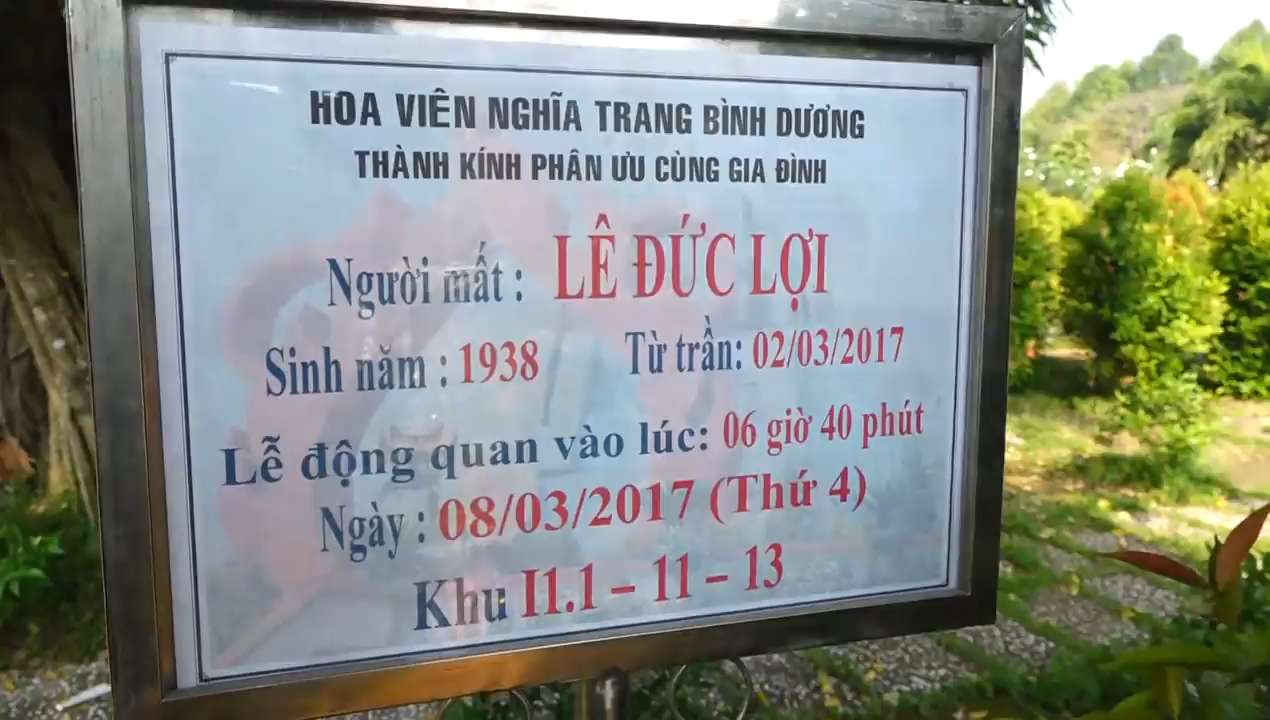 HOA VIÊN NGHĨA TRANG BÌNH DƯƠNG
THÀNH KÍNH PHÂN ƯU CÙNG GIA ĐÌNH
Người mất : LÊ ĐỨC LỢI
Sinh năm : 1938 Từ trần: 02/03/2017
Lễ động quan vào lúc: 06 giờ 40 phút
Ngày : 08/03/2017 (Thứ 4)
Khu I1.1 – 11 – 13